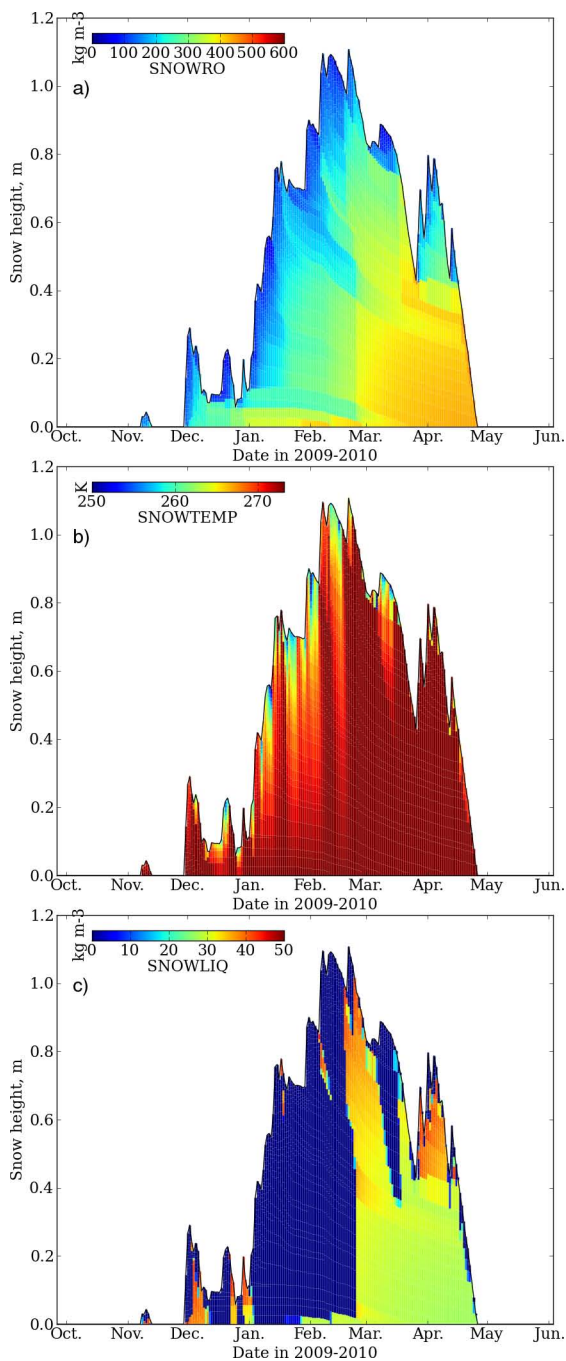 1.2
kg m-3
0 100 200 300 400 500 600
SNOWRO
a)
1.0
0.8
0.6
0.4
0.2
0.0
Snow height, m
Oct. Nov. Dec. Jan. Feb. Mar. Apr. May Jun.
Date in 2009-2010
1.2
K
250 260 270
SNOWTEMP
b)
1.0
0.8
0.6
0.4
0.2
0.0
Snow height, m
Oct. Nov. Dec. Jan. Feb. Mar. Apr. May Jun.
Date in 2009-2010
1.2
kg m-3
0 10 20 30 40 50
SNOWLIQ
c)
1.0
0.8
0.6
0.4
0.2
0.0
Snow height, m
Oct. Nov. Dec. Jan. Feb. Mar. Apr. May Jun.
Date in 2009-2010